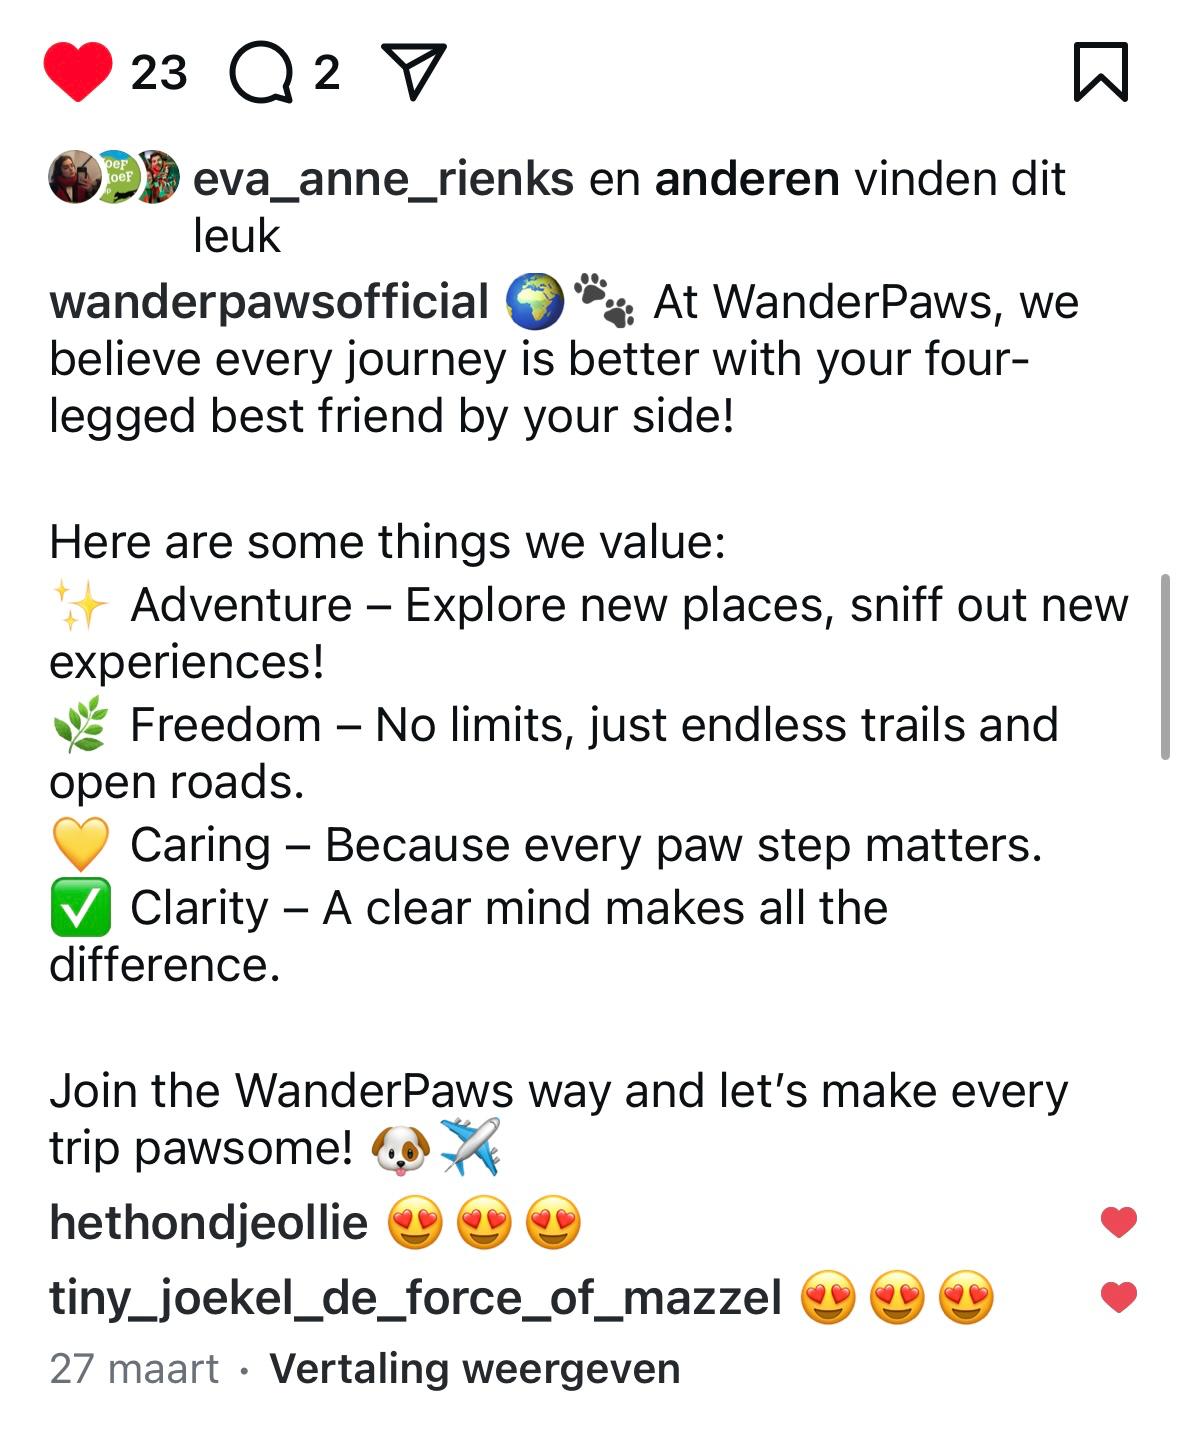 23 2
eva_anne_rienks en anderen vinden dit
leuk
wanderpawsofficial 🌍🐾 At WanderPaws, we
believe every journey is better with your four-
legged best friend by your side!
Here are some things we value:
✨ Adventure – Explore new places, sniff out new
experiences!
🌿 Freedom – No limits, just endless trails and
open roads.
💛 Caring – Because every paw step matters.
✅ Clarity – A clear mind makes all the
difference.
Join the WanderPaws way and let’s make every
trip pawsome! 🐶✈️
hethondjeollie 😍😍😍
tiny_joekel_de_force_of_mazzel 😍😍😍
27 maart · Vertaling weergeven